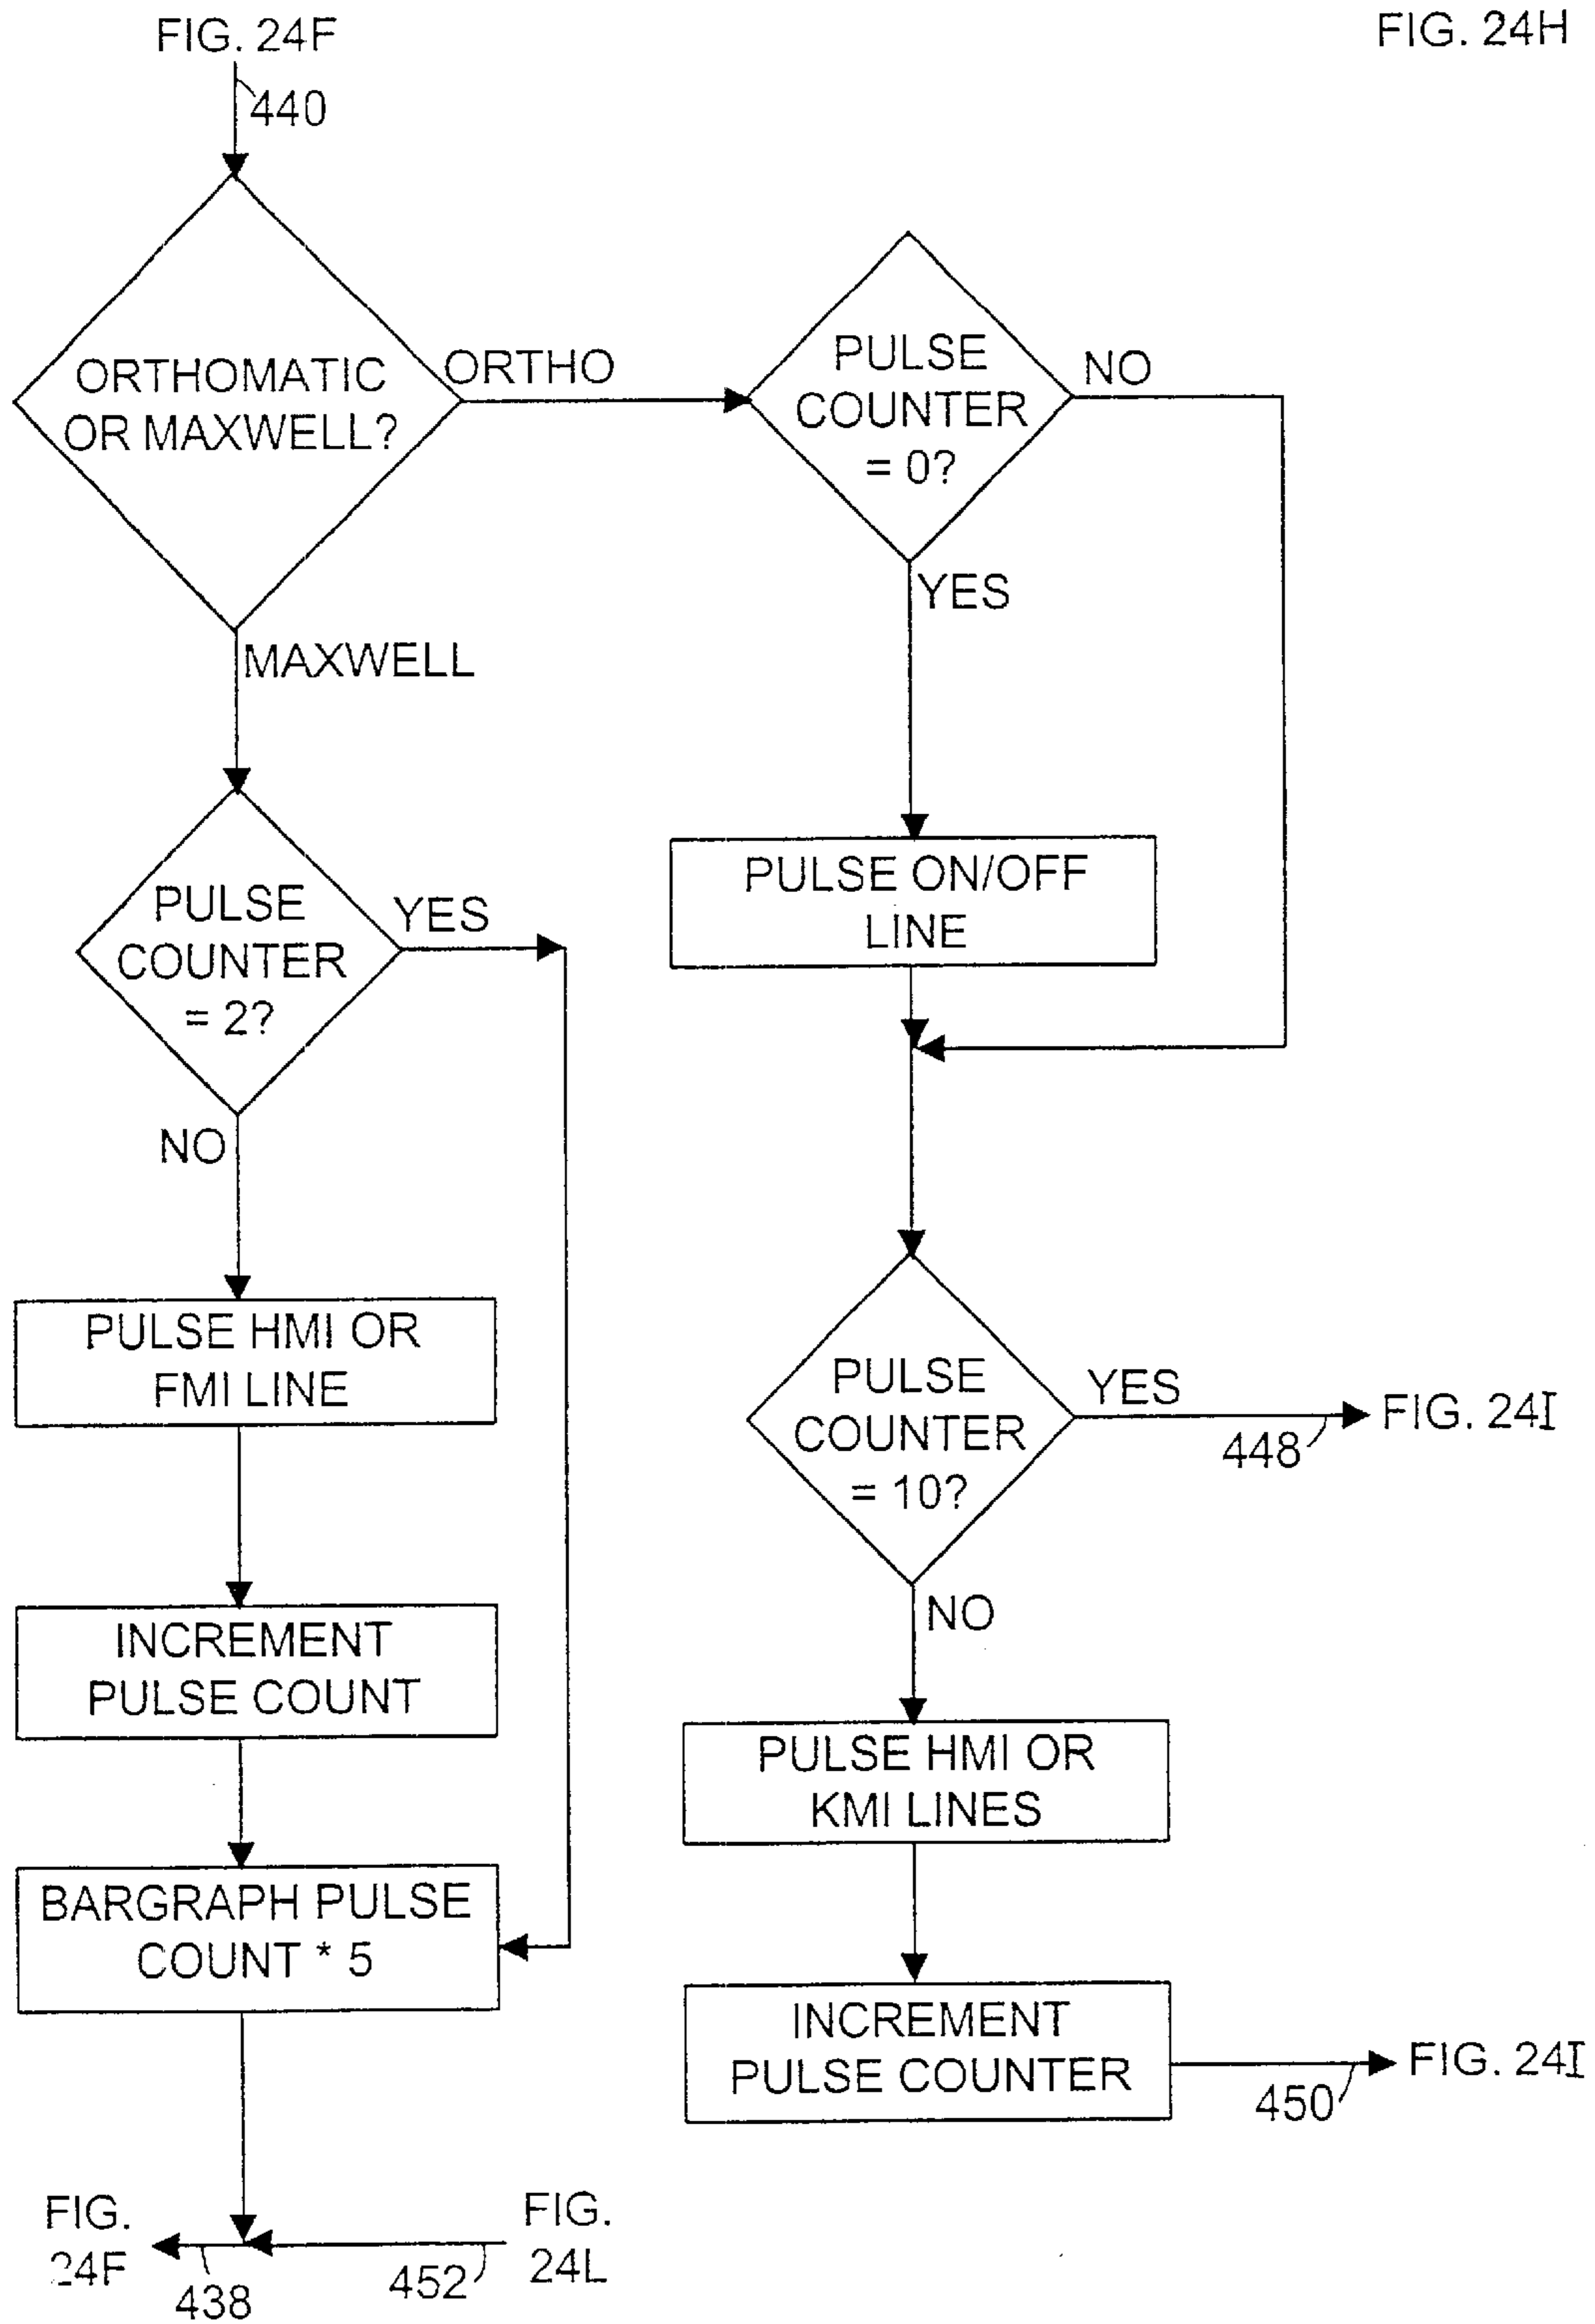 FIG. 24F
FIG. 24H
440
ORTHOMATIC
OR MAXWELL?
ORTHO
PULSE
COUNTER
= 0?
NO
YES
MAXWELL
PULSE ON/OFF
LINE
PULSE
COUNTER
= 2?
YES
NO
PULSE HMI OR
FMI LINE
PULSE
COUNTER
= 10?
YES
FIG. 24I
448
NO
INCREMENT
PULSE COUNT
PULSE HMI OR
KMI LINES
BARGRAPH PULSE
COUNT * 5
INCREMENT
PULSE COUNTER
FIG. 24I
450
FIG.
24F
438
452
FIG.
24L